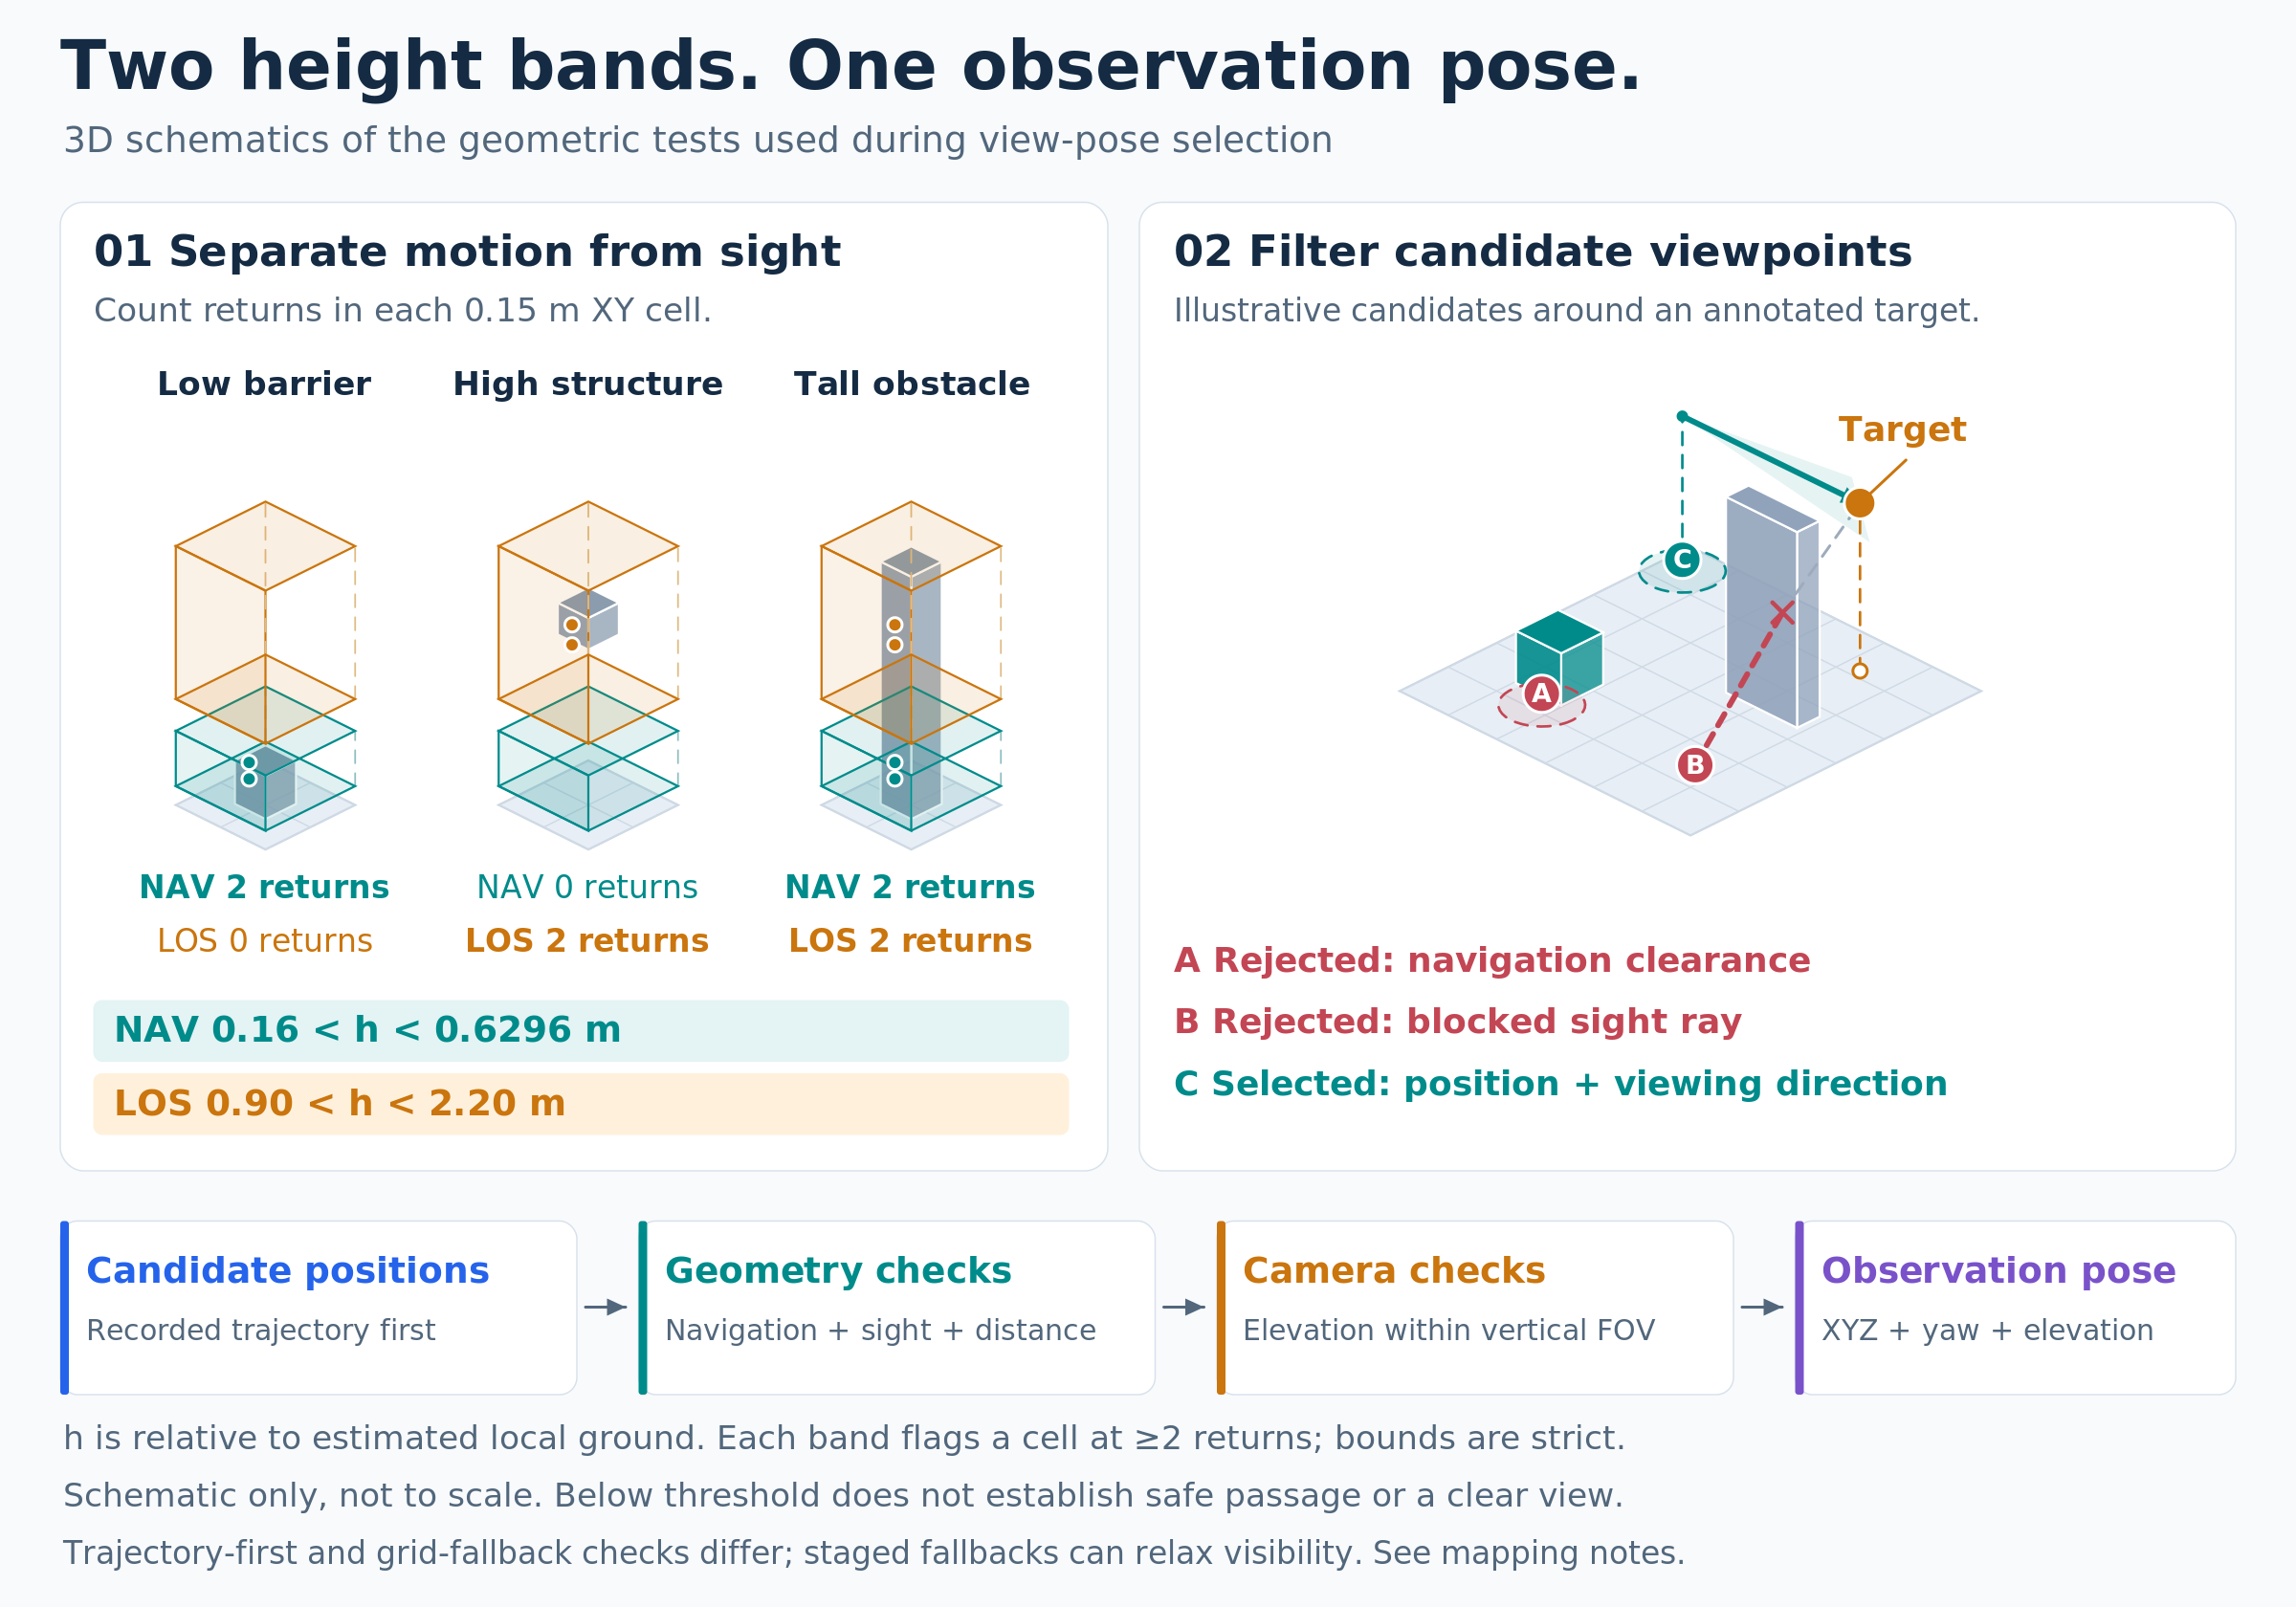 Two height bands. One observation pose.
3D schematics of the geometric tests used during view-pose selection
01 Separate motion from sight
Count returns in each 0.15 m XY cell.
Low barrier
High structure
Tall obstacle
NAV 2 returns
LOS 0 returns
NAV 0 returns
LOS 2 returns
NAV 2 returns
LOS 2 returns
NAV 0.16 < h < 0.6296 m
LOS 0.90 < h < 2.20 m
02 Filter candidate viewpoints
Illustrative candidates around an annotated target.
Target
C
A
B
A Rejected: navigation clearance
B Rejected: blocked sight ray
C Selected: position + viewing direction
Candidate positions
Recorded trajectory first
Geometry checks
Navigation + sight + distance
Camera checks
Elevation within vertical FOV
Observation pose
XYZ + yaw + elevation
h is relative to estimated local ground. Each band flags a cell at ≥2 returns; bounds are strict.
Schematic only, not to scale. Below threshold does not establish safe passage or a clear view.
Trajectory-first and grid-fallback checks differ; staged fallbacks can relax visibility. See mapping notes.